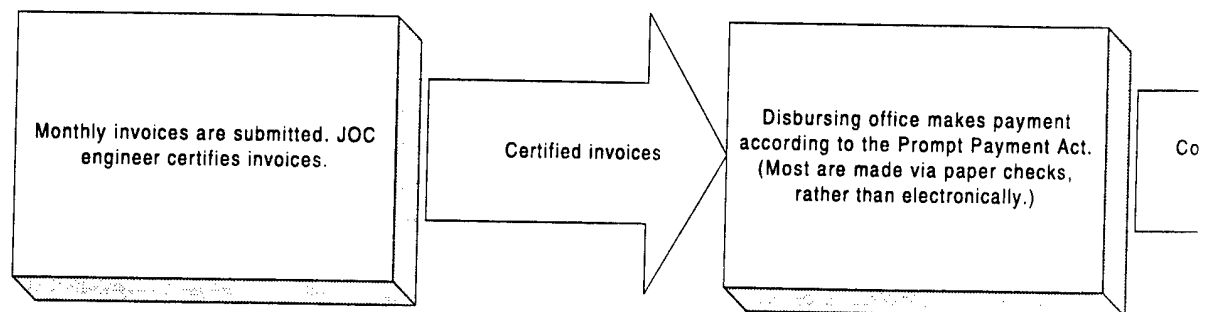 Monthly invoices are submitted. JOC
engineer certifies invoices.
Certified invoices
Disbursing office makes payment
according to the Prompt Payment Act.
(Most are made via paper checks,
rather than electronically.)
Co